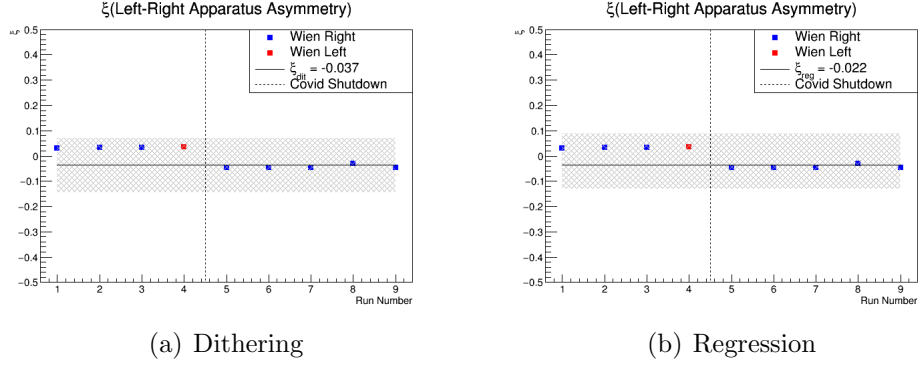 ξ(Left-Right Apparatus Asymmetry)
ξ
0.5
0.4
0.3
0.2
0.1
0
−0.1
−0.2
−0.3
−0.4
−0.5
Wien Right
Wien Left
ξdit = -0.037
Covid Shutdown
1 2 3 4 5 6 7 8 9
Run Number
(a) Dithering
ξ(Left-Right Apparatus Asymmetry)
ξ
0.5
0.4
0.3
0.2
0.1
0
−0.1
−0.2
−0.3
−0.4
−0.5
Wien Right
Wien Left
ξreg = -0.022
Covid Shutdown
1 2 3 4 5 6 7 8 9
Run Number
(b) Regression